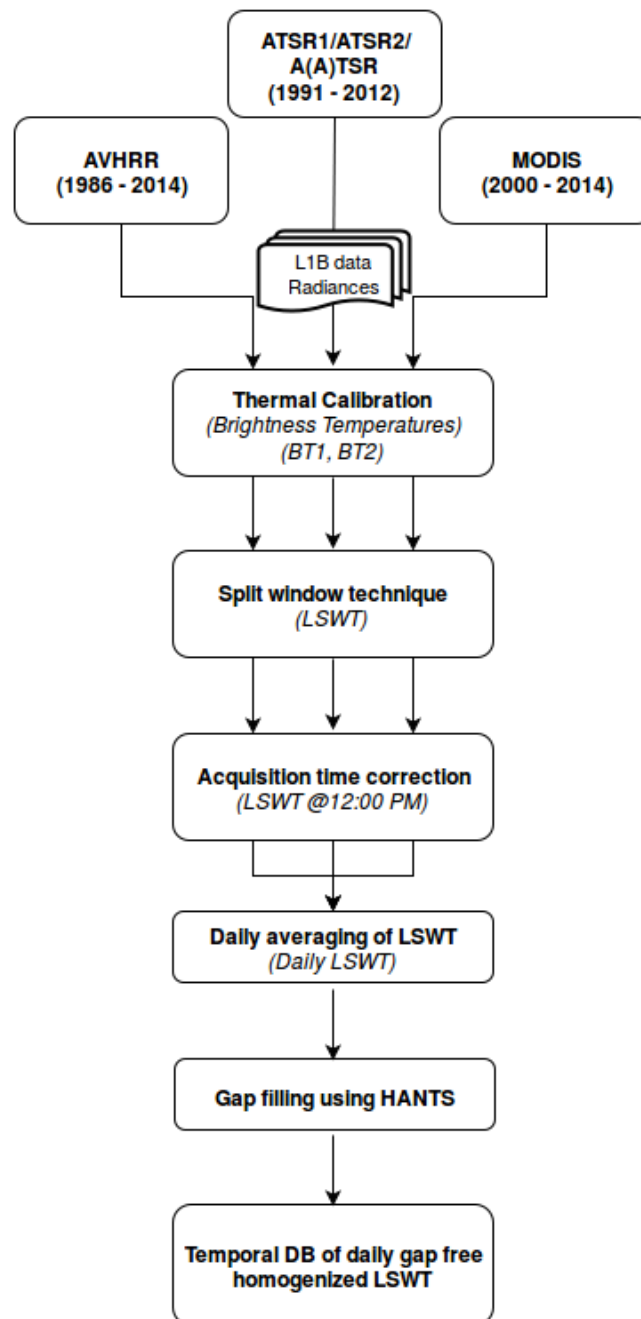 ATSR1/ATSR2/
A(A)TSR
(1991 - 2012)
AVHRR
(1986 - 2014)
MODIS
(2000 - 2014)
L1B data
Radiances
Thermal Calibration
(Brightness Temperatures)
(BT1, BT2)
Split window technique
(LSWT)
Acquisition time correction
(LSWT @12:00 PM)
Daily averaging of LSWT
(Daily LSWT)
Gap filling using HANTS
Temporal DB of daily gap free
homogenized LSWT